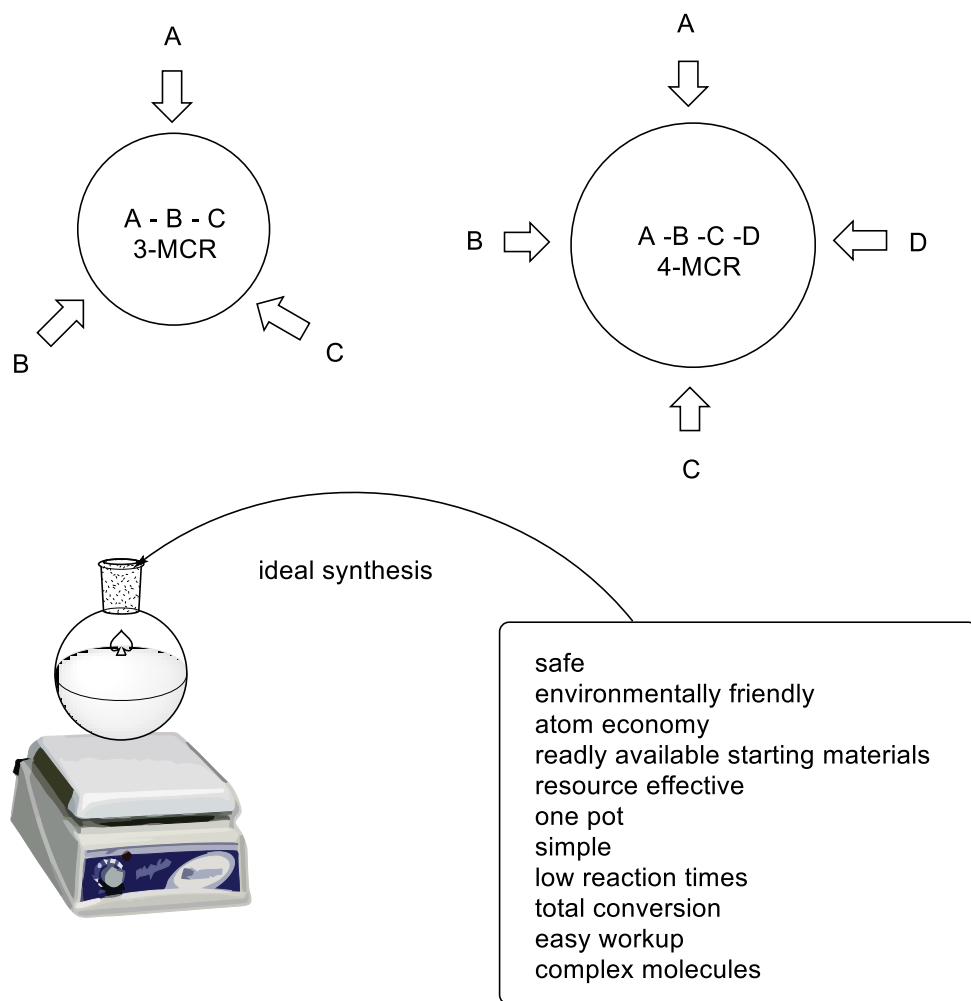 A
A - B - C
3-MCR
B
C
A
B
A -B -C -D
4-MCR
D
C
ideal synthesis
safe
environmentally friendly
atom economy
readly available starting materials
resource effective
one pot
simple
low reaction times
total conversion
easy workup
complex molecules